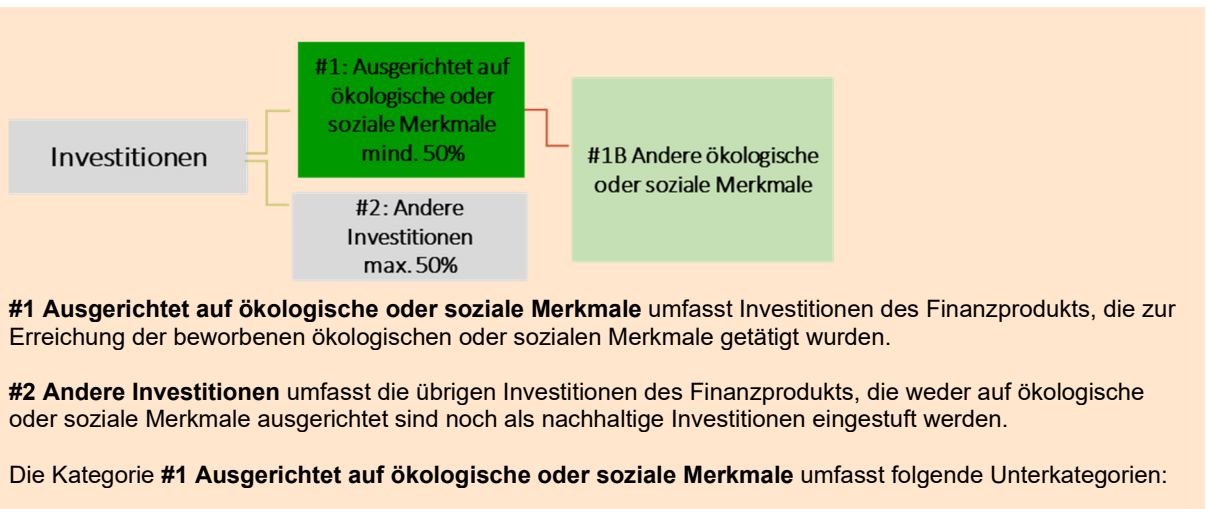 #1: Ausgerichtet auf
ökologische oder
soziale Merkmale
mind. 50%
Investitionen
#1B Andere ökologische
oder soziale Merkmale
#2: Andere
Investitionen
max. 50%
#1 Ausgerichtet auf ökologische oder soziale Merkmale umfasst Investitionen des Finanzprodukts, die zur
Erreichung der beworbenen ökologischen oder sozialen Merkmale getätigt wurden.
#2 Andere Investitionen umfasst die übrigen Investitionen des Finanzprodukts, die weder auf ökologische
oder soziale Merkmale ausgerichtet sind noch als nachhaltige Investitionen eingestuft werden.
Die Kategorie #1 Ausgerichtet auf ökologische oder soziale Merkmale umfasst folgende Unterkategorien: